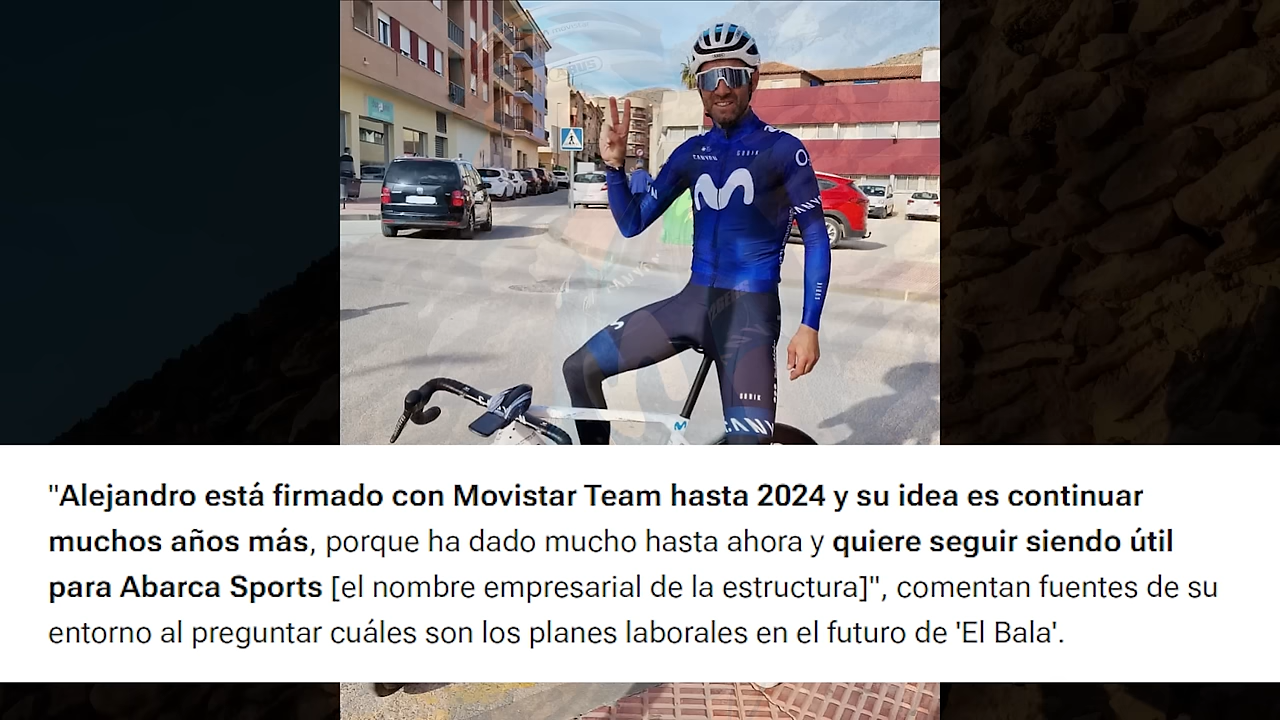 CANYON
GOBIK
"Alejandro está firmado con Movistar Team hasta 2024 y su idea es continuar
muchos años más, porque ha dado mucho hasta ahora y quiere seguir siendo útil
para Abarca Sports [el nombre empresarial de la estructura]", comentan fuentes de su
entorno al preguntar cuáles son los planes laborales en el futuro de 'El Bala'.